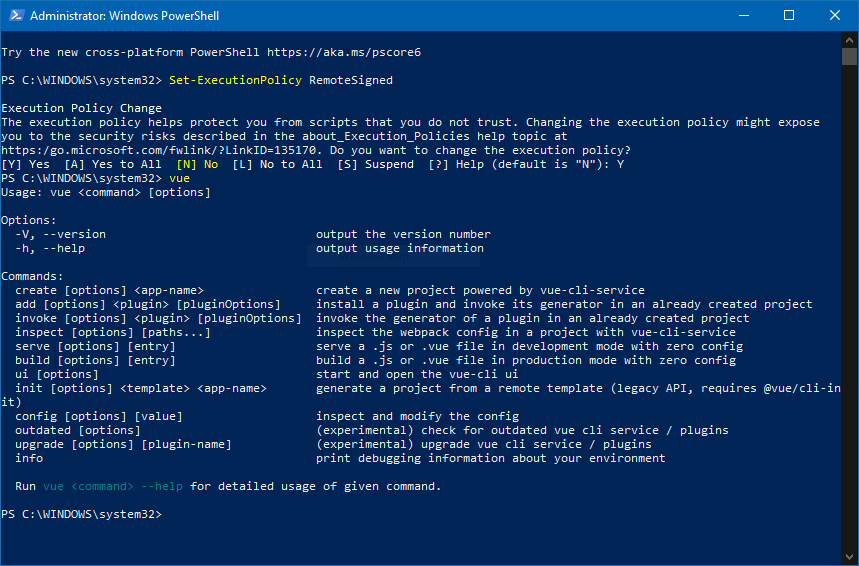 Administrator: Windows PowerShell
Try the new cross-platform PowerShell https://aka.ms/pscore6
PS C:\WINDOWS\system32> Set-ExecutionPolicy RemoteSigned
Execution Policy Change
The execution policy helps protect you from scripts that you do not trust. Changing the execution policy might expose
you to the security risks described in the about_Execution_Policies help topic at
https:/go.microsoft.com/fwlink/?LinkID=135170. Do you want to change the execution policy?
[Y] Yes  [A] Yes to All  [N] No  [L] No to All  [S] Suspend  [?] Help (default is "N"): Y
PS C:\WINDOWS\system32> vue
Usage: vue <command> [options]
Options:
  -V, --version                              output the version number
  -h, --help                                 output usage information
Commands:
  create [options] <app-name>                create a new project powered by vue-cli-service
  add [options] <plugin> [pluginOptions]     install a plugin and invoke its generator in an already created project
  invoke [options] <plugin> [pluginOptions]  invoke the generator of a plugin in an already created project
  inspect [options] [paths...]               inspect the webpack config in a project with vue-cli-service
  serve [options] [entry]                    serve a .js or .vue file in development mode with zero config
  build [options] [entry]                    build a .js or .vue file in production mode with zero config
  ui [options]                               start and open the vue-cli ui
  init [options] <template> <app-name>       generate a project from a remote template (legacy API, requires @vue/cli-in
it)
  config [options] [value]                   inspect and modify the config
  outdated [options]                         (experimental) check for outdated vue cli service / plugins
  upgrade [options] [plugin-name]            (experimental) upgrade vue cli service / plugins
  info                                       print debugging information about your environment
  Run vue <command> --help for detailed usage of given command.
PS C:\WINDOWS\system32>